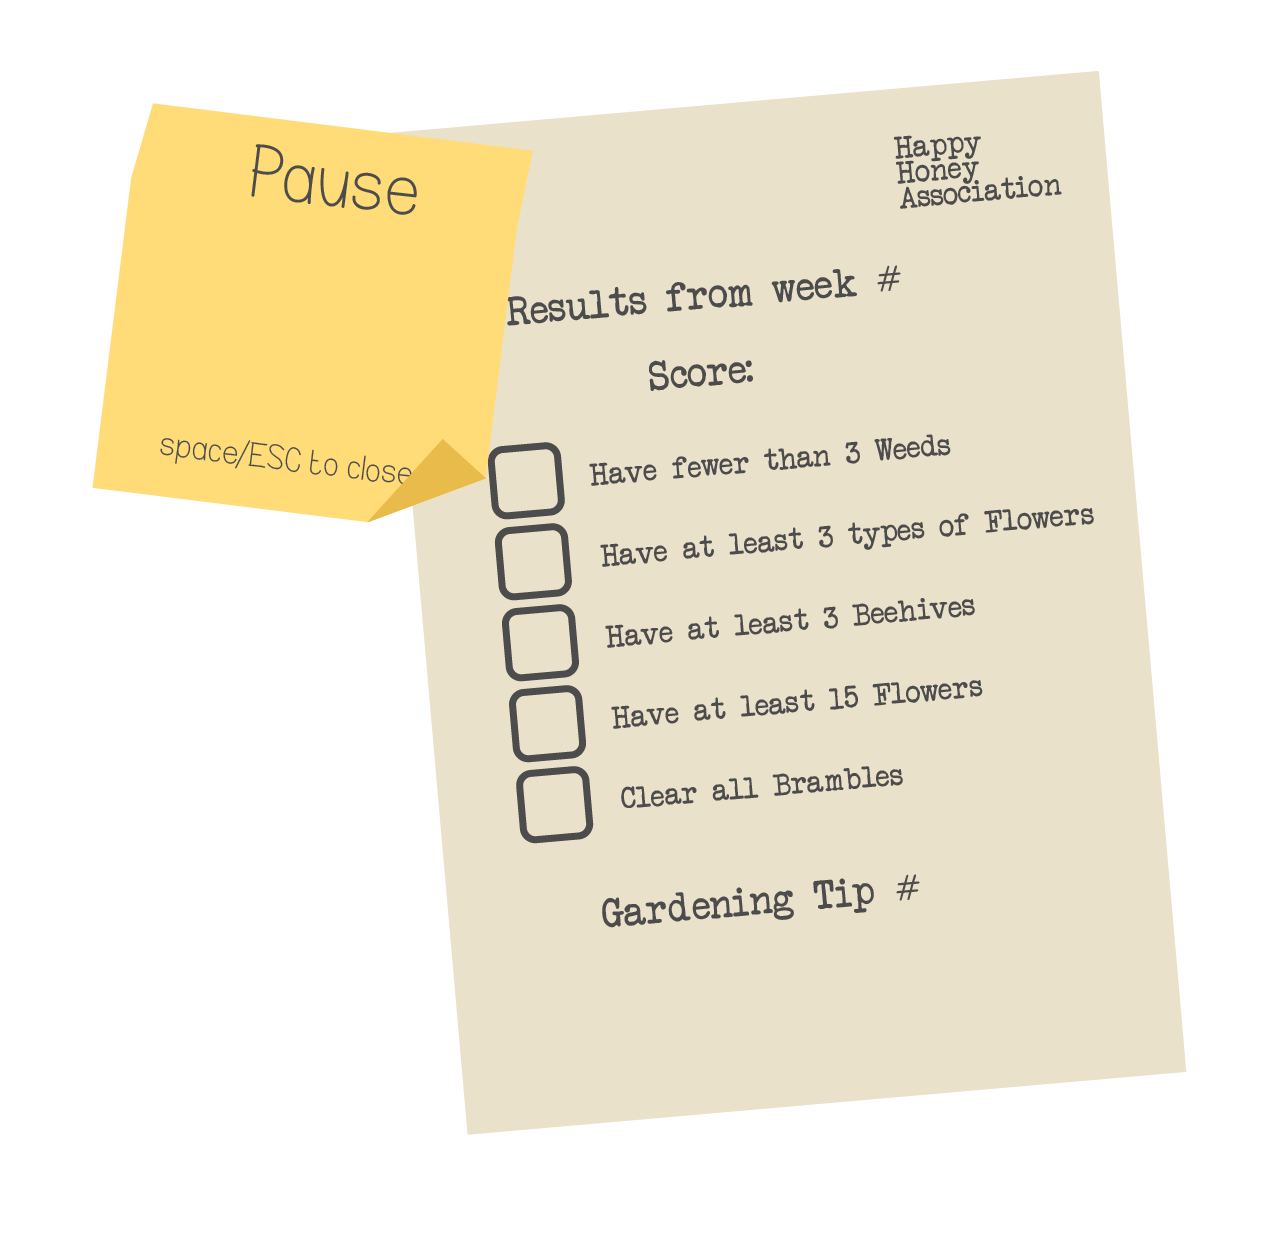 Pause
space/ESC to close
Happy
Honey
Association
Results from week #
Score:
Have fewer than 3 Weeds
Have at least 3 types of Flowers
Have at least 3 Beehives
Have at least 15 Flowers
Clear all Brambles
Gardening Tip #